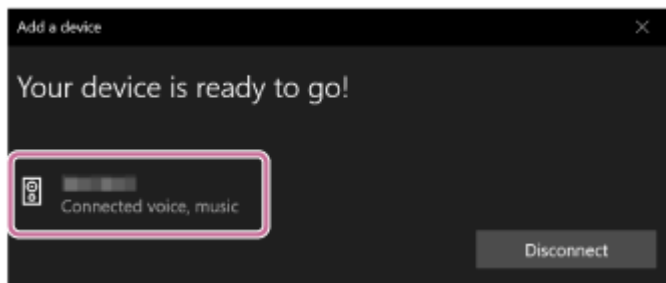 Add a device
Your device is ready to go!
Connected voice, music
Disconnect